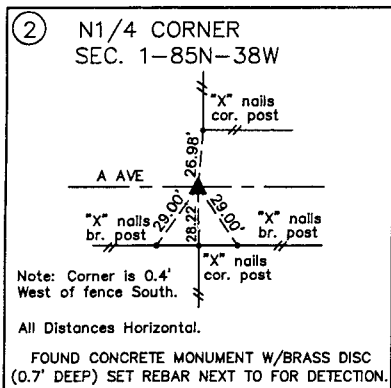 2 N1/4 CORNER
SEC. 1-85N-38W
"X" nails
cor. post
26.98'
A AVE
29.00'
28.22'
29.00'
"X" nails
br. post
"X" nails
br. post
"X" nails
cor. post
Note: Corner is 0.4'
West of fence South.
All Distances Horizontal.
FOUND CONCRETE MONUMENT W/BRASS DISC
(0.7' DEEP) SET REBAR NEXT TO FOR DETECTION.